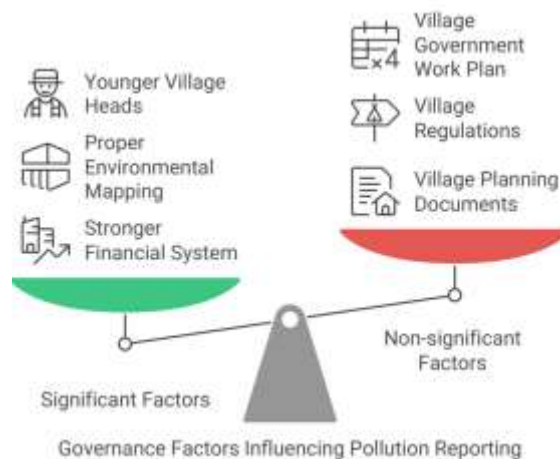 Younger Village
Heads
Proper
Environmental
Mapping
Stronger
Financial System
Village
Government
Work Plan
×4
Village
Regulations
Village Planning
Documents
Significant Factors
Non-significant
Factors
Governance Factors Influencing Pollution Reporting